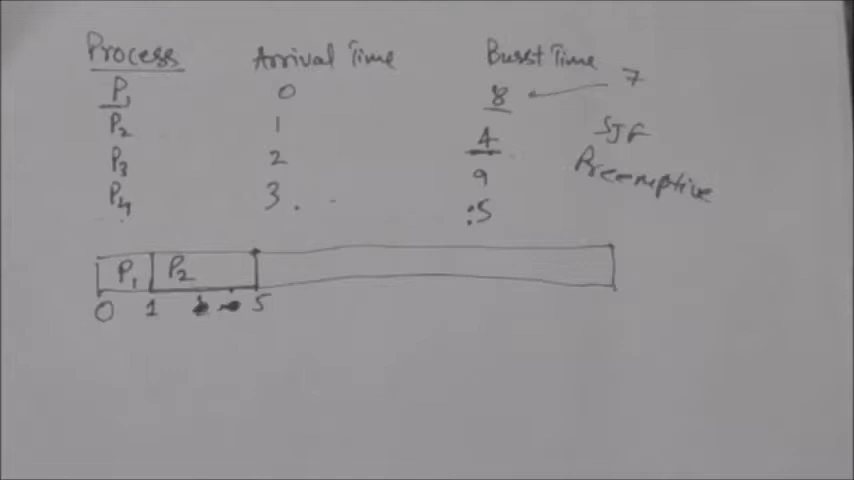 Process Arrival Time Burst Time
P1 0 8 7
P2 1 4 SJF
P3 2 9 Preemptive
P4 3 5
P1 P2
0 1 5